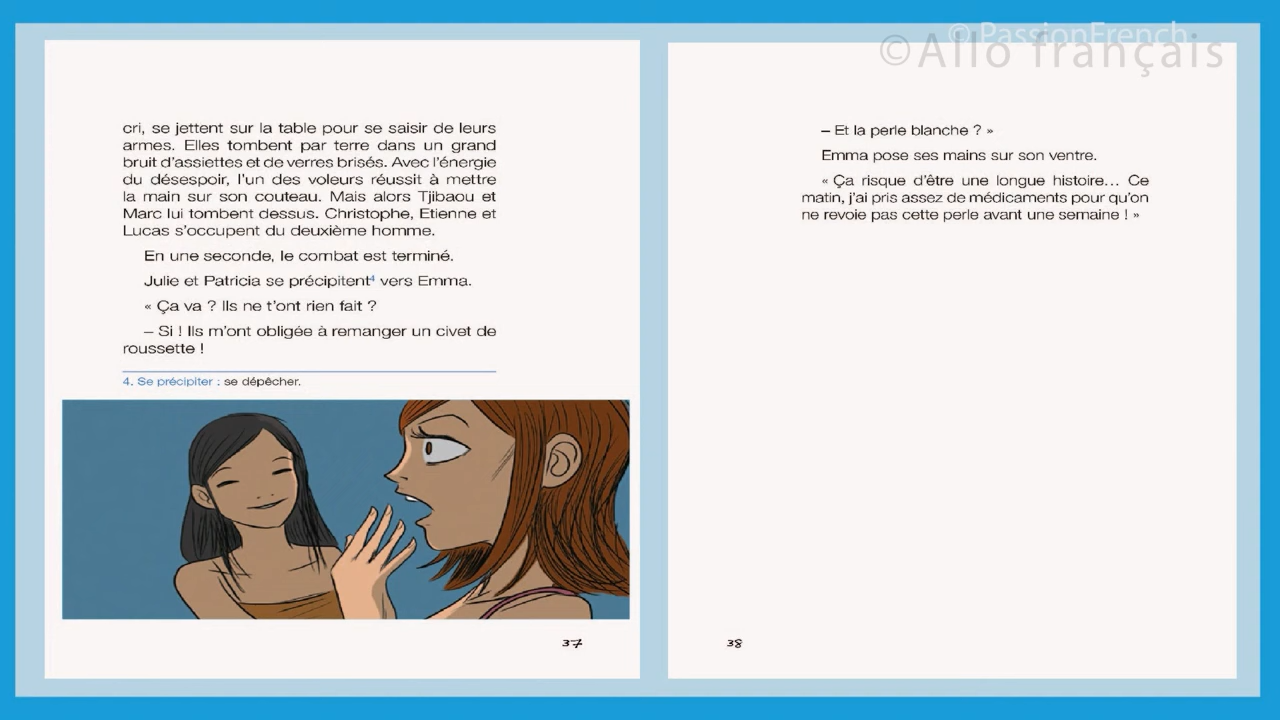 © PassionFrench
©Allo français
cri, se jettent sur la table pour se saisir de leurs
armes. Elles tombent par terre dans un grand
bruit d'assiettes et de verres brisés. Avec l'énergie
du désespoir, l'un des voleurs réussit à mettre
la main sur son couteau. Mais alors Tjibaou et
Marc lui tombent dessus. Christophe, Etienne et
Lucas s'occupent du deuxième homme.
En une seconde, le combat est terminé.
Julie et Patricia se précipitent4 vers Emma.
« Ça va ? Ils ne t'ont rien fait ?
– Si ! Ils m'ont obligée à remanger un civet de
roussette !
4. Se précipiter : se dépêcher.
37
– Et la perle blanche ? »
Emma pose ses mains sur son ventre.
« Ça risque d'être une longue histoire… Ce
matin, j'ai pris assez de médicaments pour qu'on
ne revoie pas cette perle avant une semaine ! »
38